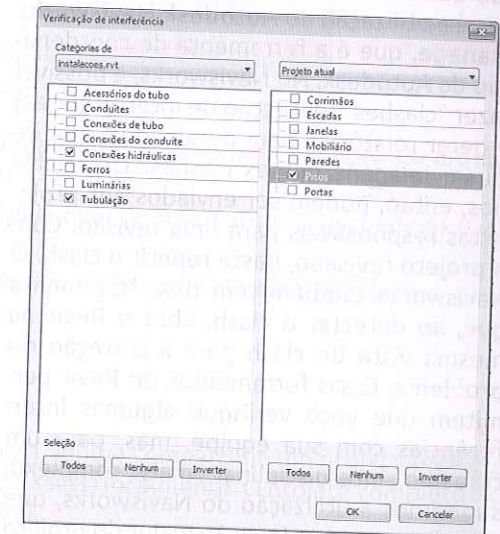 Verificação de interferência
Categorias de
instalacoes.rvt
Acessórios do tubo
Conduítes
Conexões de tubo
Conexões do conduíte
Conexões hidráulicas
Forros
Luminárias
Tubulação
Projeto atual
Corrimãos
Escadas
Janelas
Mobiliário
Paredes
Pisos
Portas
Seleção
Todos Nenhum Inverter
Todos Nenhum Inverter
OK Cancelar